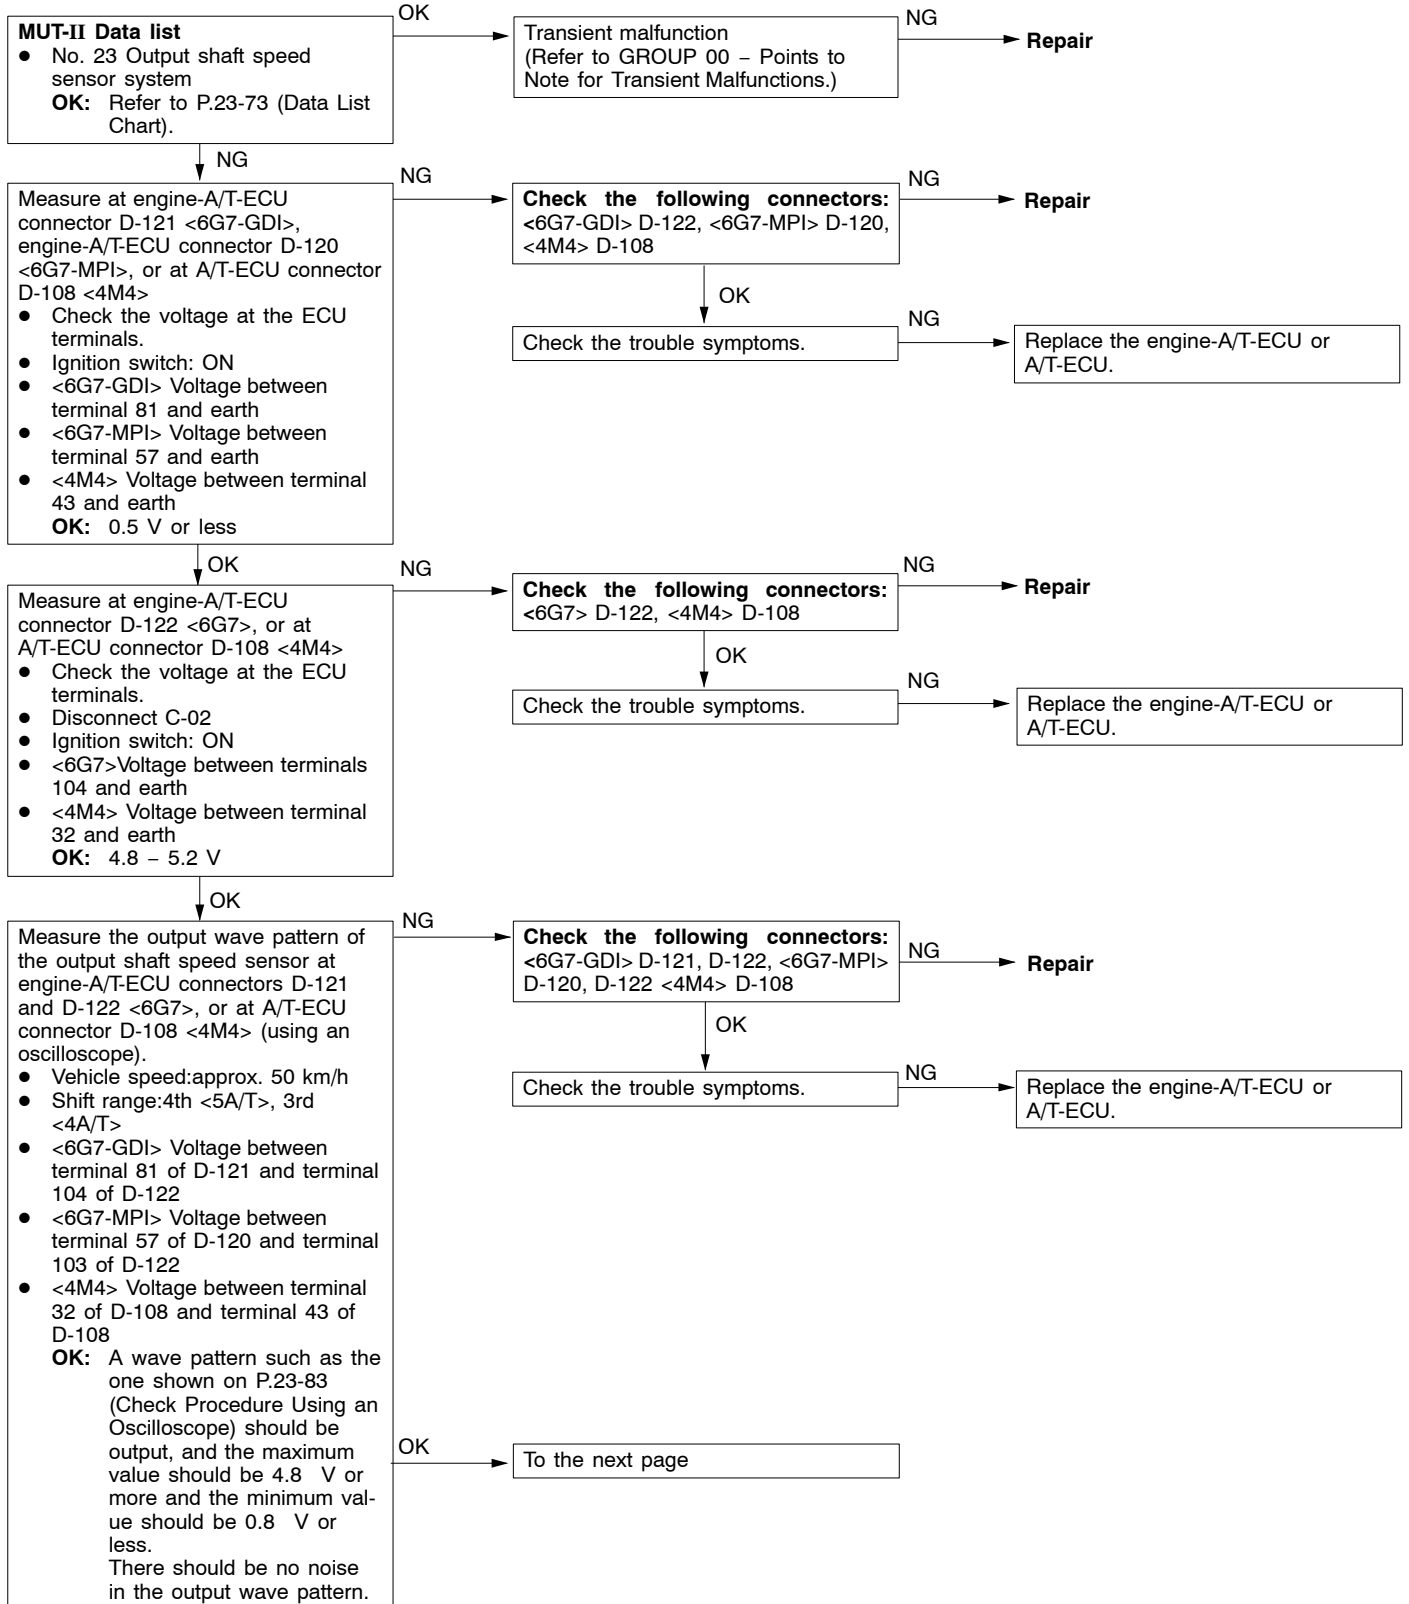 MUT-II Data list
● No. 23 Output shaft speed
sensor system
OK: Refer to P.23-73 (Data List
Chart).
OK
Transient malfunction
(Refer to GROUP 00 – Points to
Note for Transient Malfunctions.)
NG
Repair
NG
Measure at engine-A/T-ECU
connector D-121 <6G7-GDI>,
engine-A/T-ECU connector D-120
<6G7-MPI>, or at A/T-ECU connector
D-108 <4M4>
● Check the voltage at the ECU
terminals.
● Ignition switch: ON
● <6G7-GDI> Voltage between
terminal 81 and earth
● <6G7-MPI> Voltage between
terminal 57 and earth
● <4M4> Voltage between terminal
43 and earth
OK: 0.5 V or less
NG
Check the following connectors:
<6G7-GDI> D-122, <6G7-MPI> D-120,
<4M4> D-108
NG
Repair
OK
Check the trouble symptoms.
NG
Replace the engine-A/T-ECU or
A/T-ECU.
OK
Measure at engine-A/T-ECU
connector D-122 <6G7>, or at
A/T-ECU connector D-108 <4M4>
● Check the voltage at the ECU
terminals.
● Disconnect C-02
● Ignition switch: ON
● <6G7>Voltage between terminals
104 and earth
● <4M4> Voltage between terminal
32 and earth
OK: 4.8 – 5.2 V
NG
Check the following connectors:
<6G7> D-122, <4M4> D-108
NG
Repair
OK
Check the trouble symptoms.
NG
Replace the engine-A/T-ECU or
A/T-ECU.
OK
Measure the output wave pattern of
the output shaft speed sensor at
engine-A/T-ECU connectors D-121
and D-122 <6G7>, or at A/T-ECU
connector D-108 <4M4> (using an
oscilloscope).
● Vehicle speed:approx. 50 km/h
● Shift range:4th <5A/T>, 3rd
<4A/T>
● <6G7-GDI> Voltage between
terminal 81 of D-121 and terminal
104 of D-122
● <6G7-MPI> Voltage between
terminal 57 of D-120 and terminal
103 of D-122
● <4M4> Voltage between terminal
32 of D-108 and terminal 43 of
D-108
OK: A wave pattern such as the
one shown on P.23-83
(Check Procedure Using an
Oscilloscope) should be
output, and the maximum
value should be 4.8 V or
more and the minimum val-
ue should be 0.8 V or
less.
There should be no noise
in the output wave pattern.
NG
Check the following connectors:
<6G7-GDI> D-121, D-122, <6G7-MPI>
D-120, D-122 <4M4> D-108
NG
Repair
OK
Check the trouble symptoms.
NG
Replace the engine-A/T-ECU or
A/T-ECU.
OK
To the next page